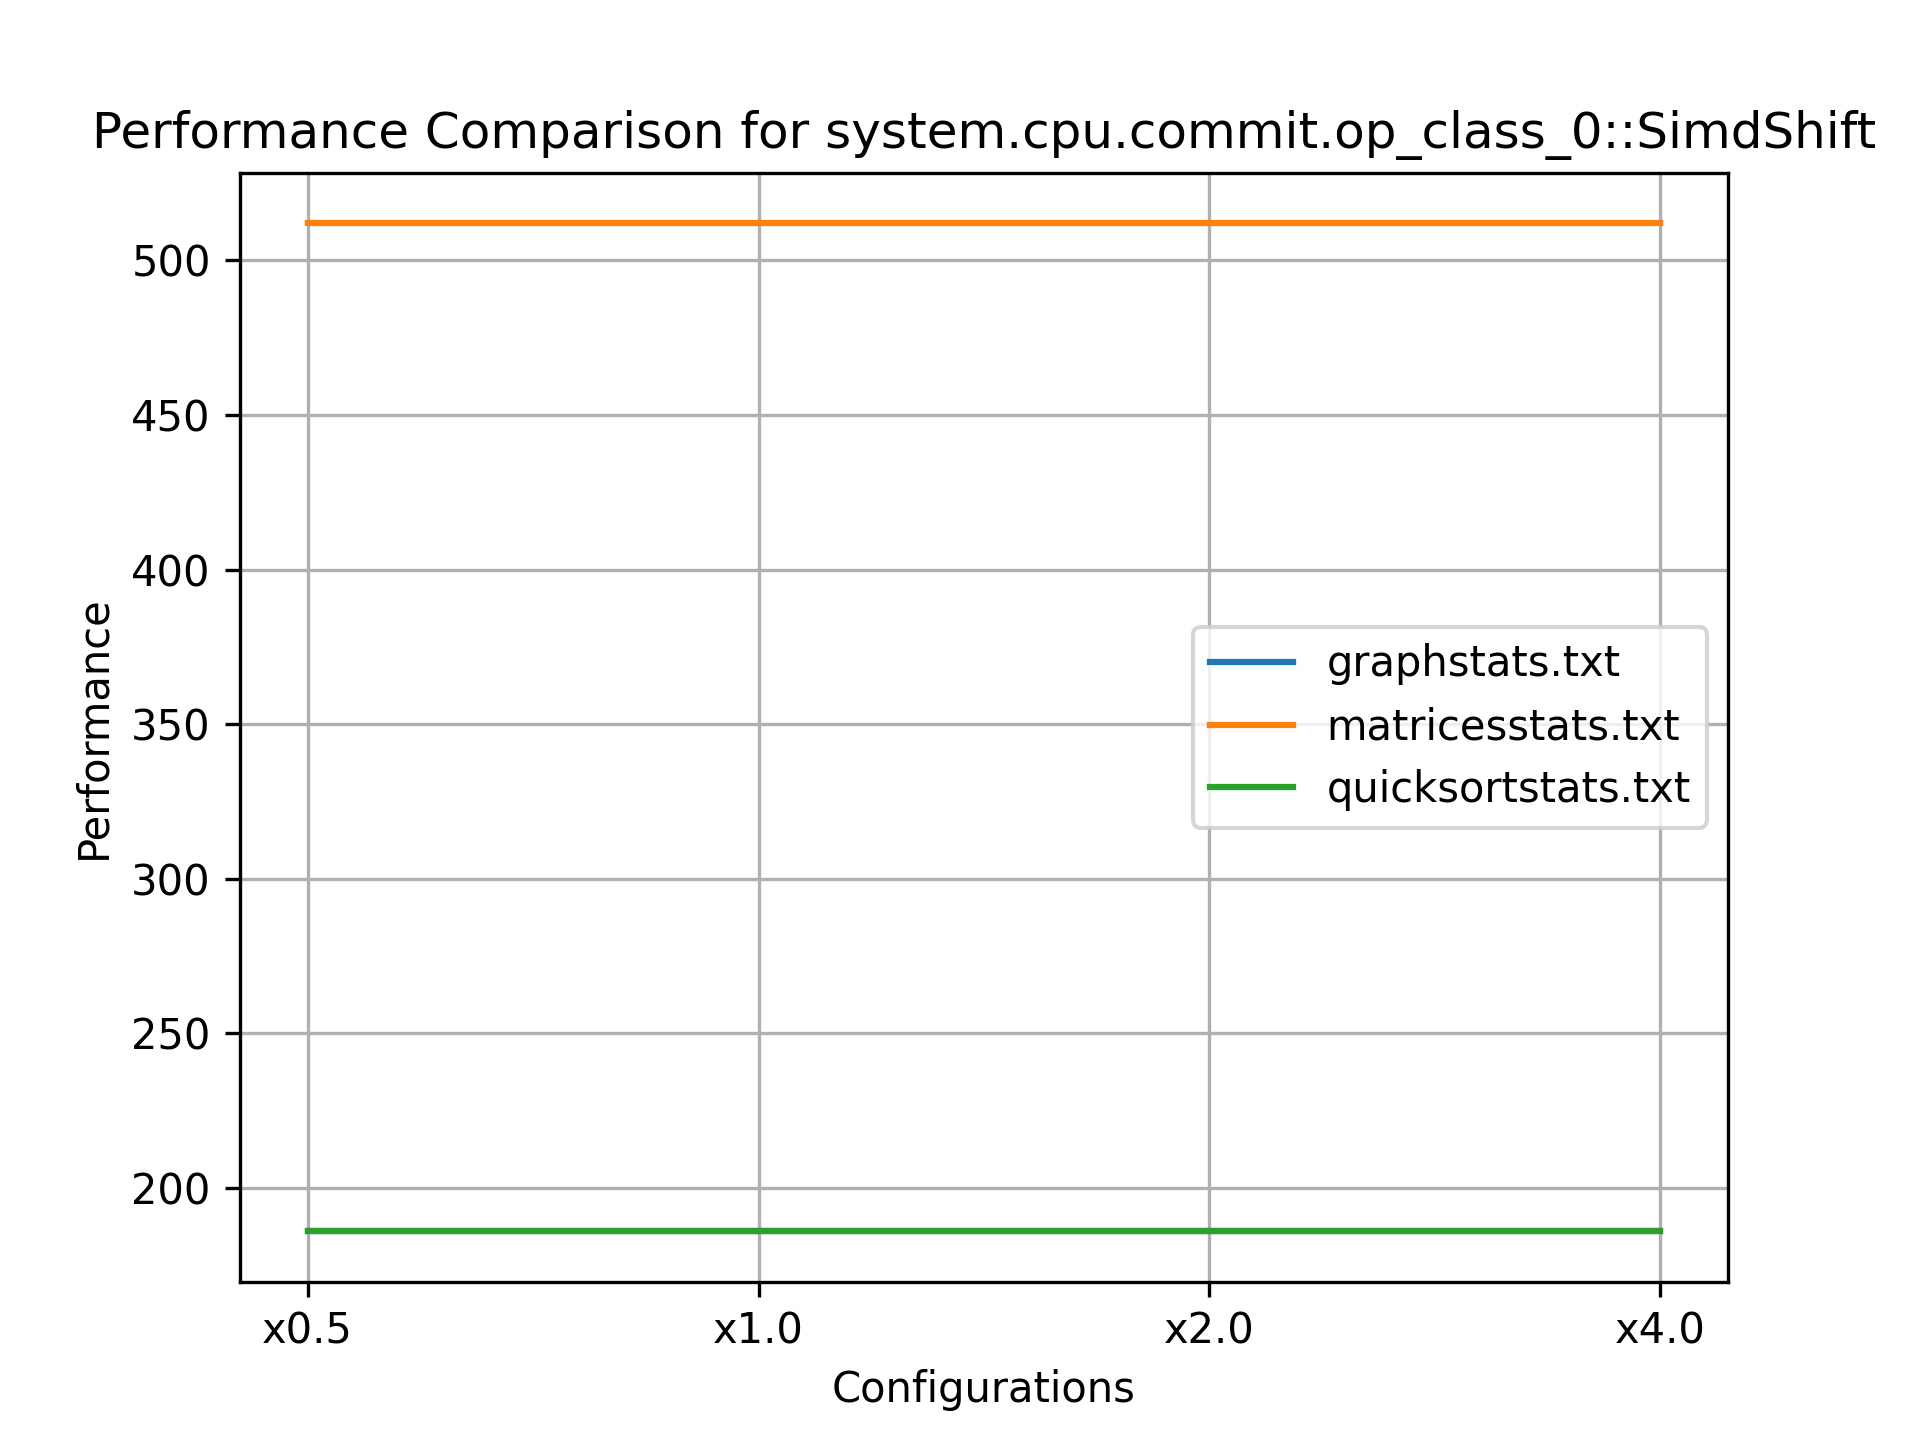 Performance Comparison for system.cpu.commit.op_class_0::SimdShift
Performance
500
450
400
350
300
250
200
graphstats.txt
matricesstats.txt
quicksortstats.txt
x0.5 x1.0 x2.0 x4.0
Configurations